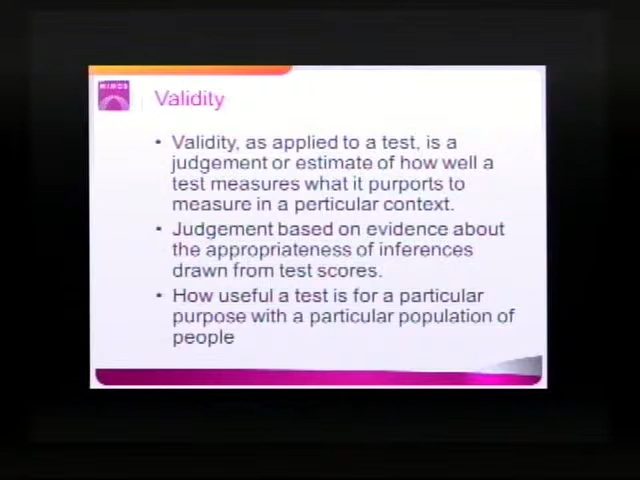 NIMCB
Validity
• Validity, as applied to a test, is a
judgement or estimate of how well a
test measures what it purports to
measure in a perticular context.
• Judgement based on evidence about
the appropriateness of inferences
drawn from test scores.
• How useful a test is for a particular
purpose with a particular population of
people